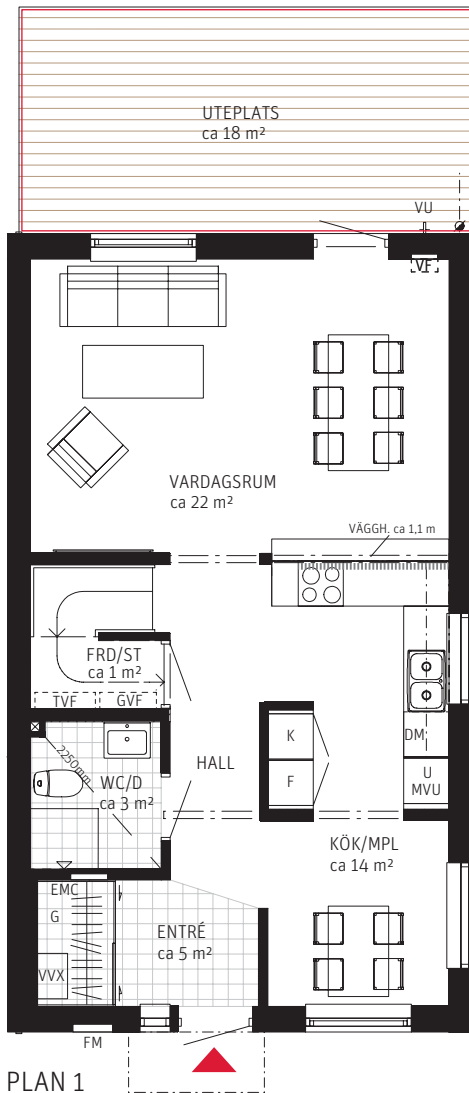 UTEPLATS
ca 18 m²
VU
VF
VARDAGSRUM
ca 22 m²
VÄGGH. ca 1,1 m
FRD/ST
ca 1 m²
TVF
GVF
2250mm
WC/D
ca 3 m²
HALL
K
F
DM
U
MVU
KÖK/MPL
ca 14 m²
EMC
G
VVX
ENTRÉ
ca 5 m²
FM
PLAN 1